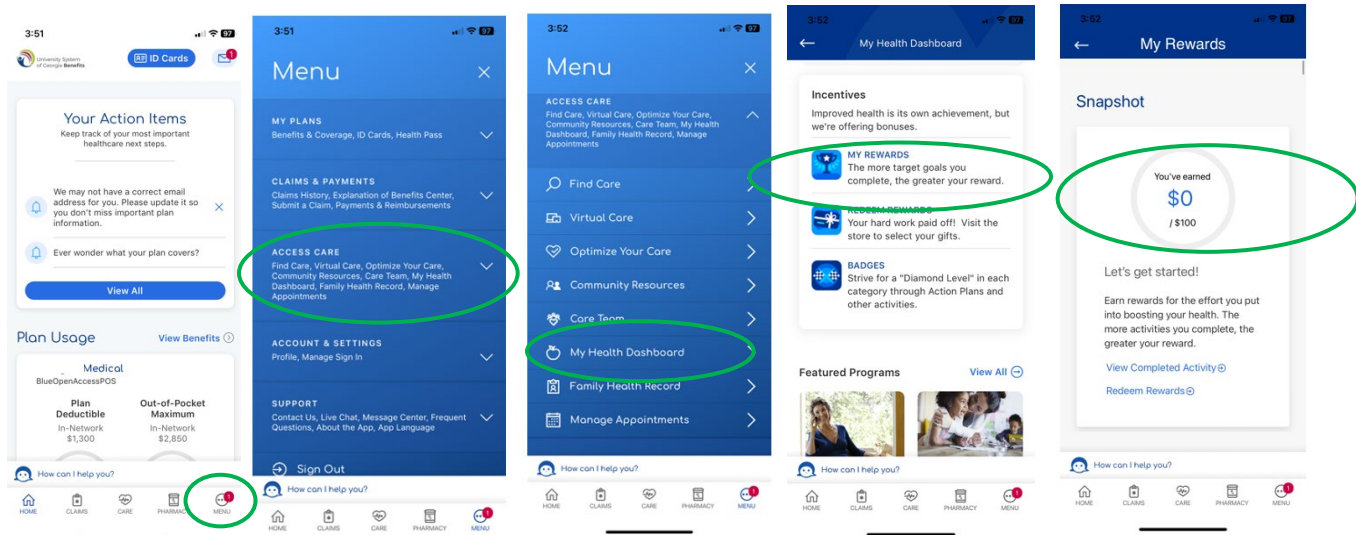 3:51
97
University System
of Georgia Benefits
ID Cards
1
Your Action Items
Keep track of your most important
healthcare next steps.
We may not have a correct email
address for you. Please update it so
you don't miss important plan
information.
Ever wonder what your plan covers?
View All
Plan Usage
View Benefits
Medical
BlueOpenAccessPOS
Plan
Deductible
In-Network
$1,300
Out-of-Pocket
Maximum
In-Network
$2,850
How can I help you?
HOME
CLAIMS
CARE
PHARMACY
MENU
1
3:51
97
Menu
MY PLANS
Benefits & Coverage, ID Cards, Health Pass
CLAIMS & PAYMENTS
Claims History, Explanation of Benefits Center,
Submit a Claim, Payments & Reimbursements
ACCESS CARE
Find Care, Virtual Care, Optimize Your Care,
Community Resources, Care Team, My Health
Dashboard, Family Health Record, Manage
Appointments
ACCOUNT & SETTINGS
Profile, Manage Sign In
SUPPORT
Contact Us, Live Chat, Message Center, Frequent
Questions, About the App, App Language
Sign Out
How can I help you?
HOME
CLAIMS
CARE
PHARMACY
MENU
1
3:52
97
Menu
ACCESS CARE
Find Care, Virtual Care, Optimize Your Care,
Community Resources, Care Team, My Health
Dashboard, Family Health Record, Manage
Appointments
Find Care
Virtual Care
Optimize Your Care
Community Resources
Care Team
My Health Dashboard
Family Health Record
Manage Appointments
How can I help you?
HOME
CLAIMS
CARE
PHARMACY
MENU
1
3:52
97
My Health Dashboard
Incentives
Improved health is its own achievement, but
we're offering bonuses.
MY REWARDS
The more target goals you
complete, the greater your reward.
REDEEM REWARDS
Your hard work paid off! Visit the
store to select your gifts.
BADGES
Strive for a "Diamond Level" in each
category through Action Plans and
other activities.
Featured Programs
View All
How can I help you?
HOME
CLAIMS
CARE
PHARMACY
MENU
1
3:52
97
My Rewards
Snapshot
You've earned
$0
/ $100
Let's get started!
Earn rewards for the effort you put
into boosting your health. The
more activities you complete, the
greater your reward.
View Completed Activity
Redeem Rewards
How can I help you?
HOME
CLAIMS
CARE
PHARMACY
MENU
1